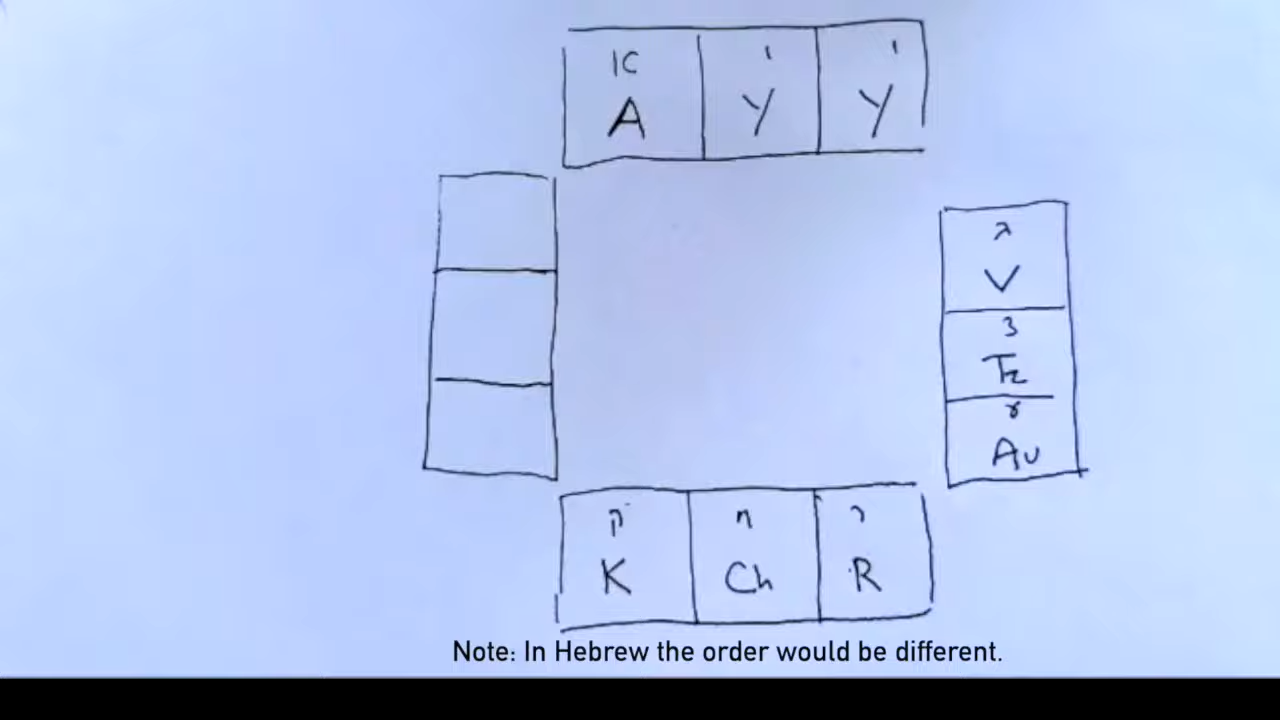 א י י
A Y Y
V
צ
Tz
ע
Au
ק ח ר
K Ch R
Note: In Hebrew the order would be different.